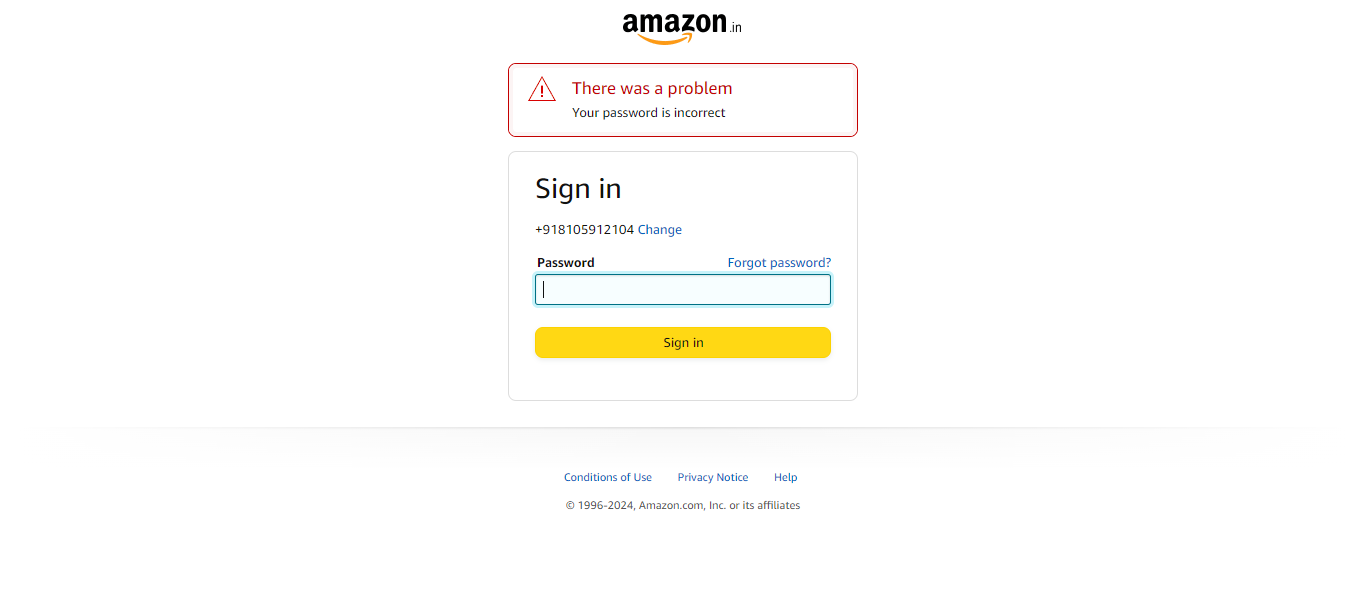 amazon.in
There was a problem
Your password is incorrect
Sign in
+918105912104 Change
Password Forgot password?
Sign in
Conditions of Use Privacy Notice Help
© 1996-2024, Amazon.com, Inc. or its affiliates